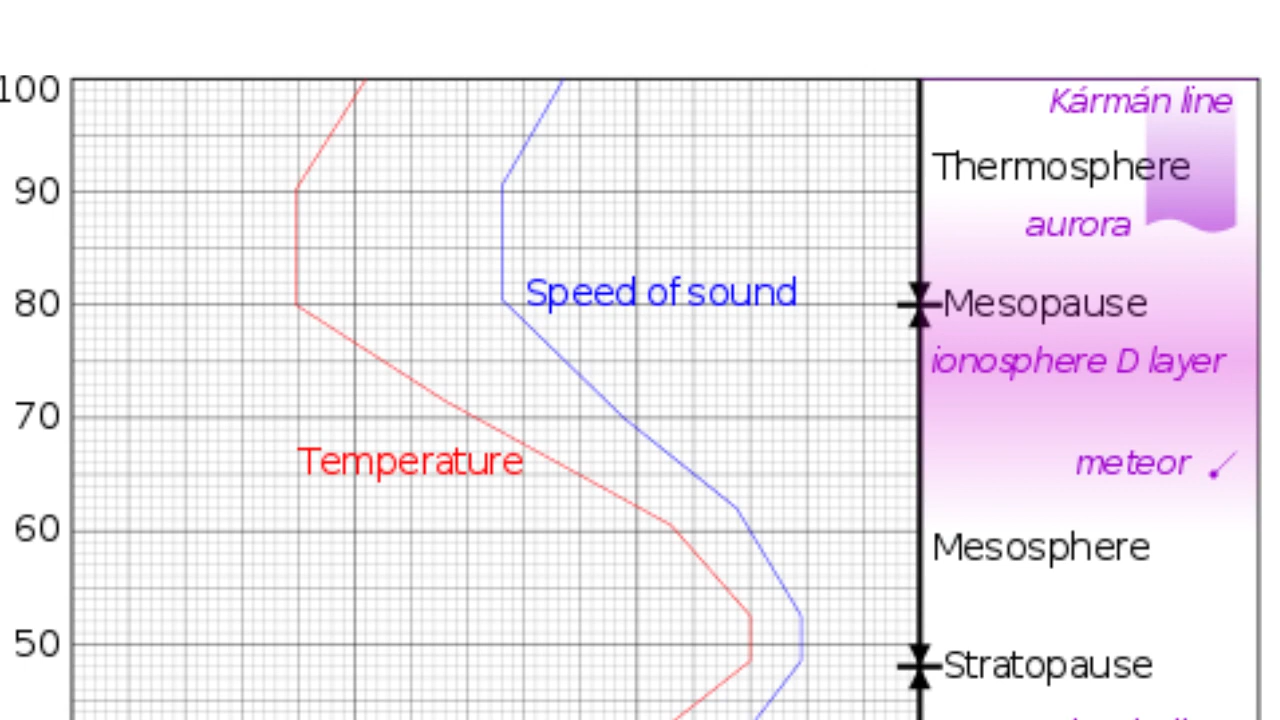 100
Kármán line
Thermosphere
90
aurora
Speed of sound
80
Mesopause
ionosphere D layer
70
Temperature
meteor
60
Mesosphere
50
Stratopause